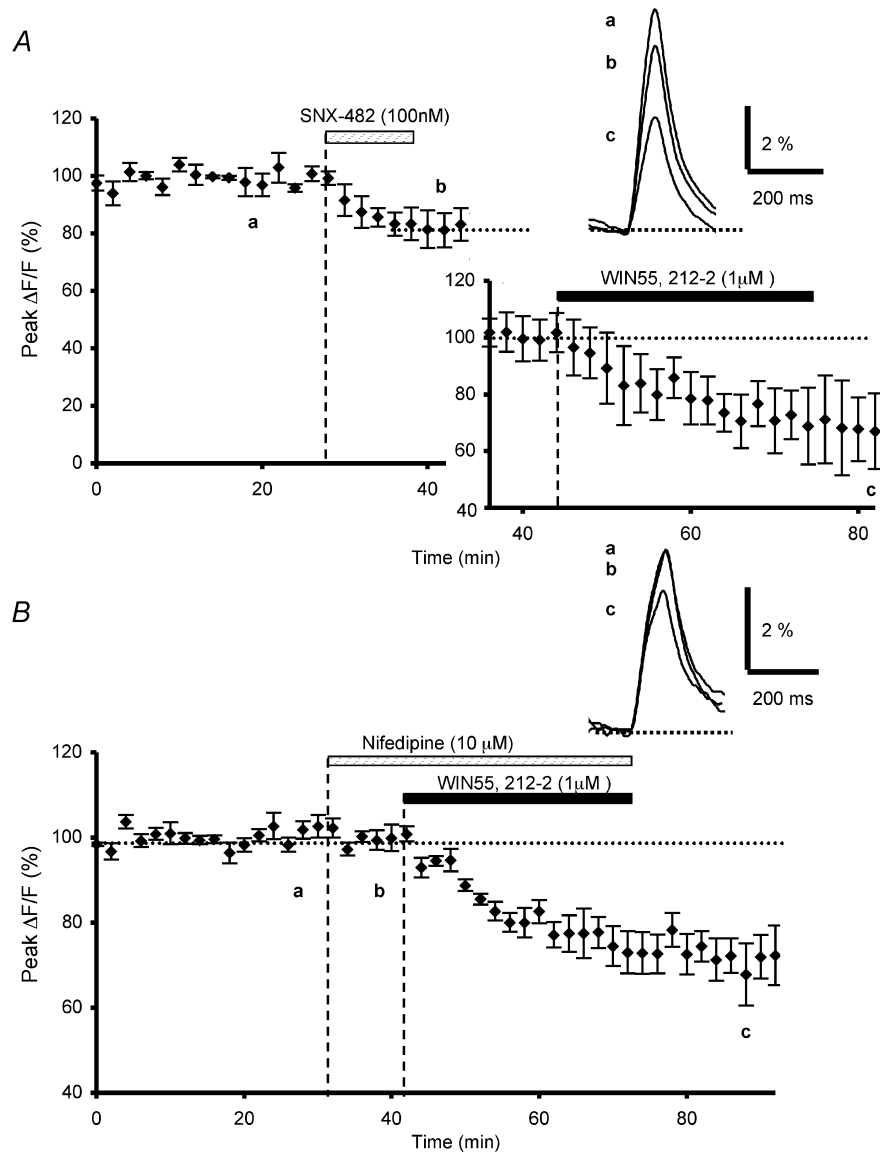 A
a
b
c
2 %
200 ms
SNX-482 (100nM)
120
100
80
60
40
20
0
Peak ΔF/F (%)
a
b
0
20
40
WIN55, 212-2 (1μM )
120
100
80
60
40
c
40
60
80
Time (min)
B
a
b
c
2 %
200 ms
Nifedipine (10 μM)
WIN55, 212-2 (1μM )
120
100
80
60
40
Peak ΔF/F (%)
a
b
c
0
20
40
60
80
Time (min)